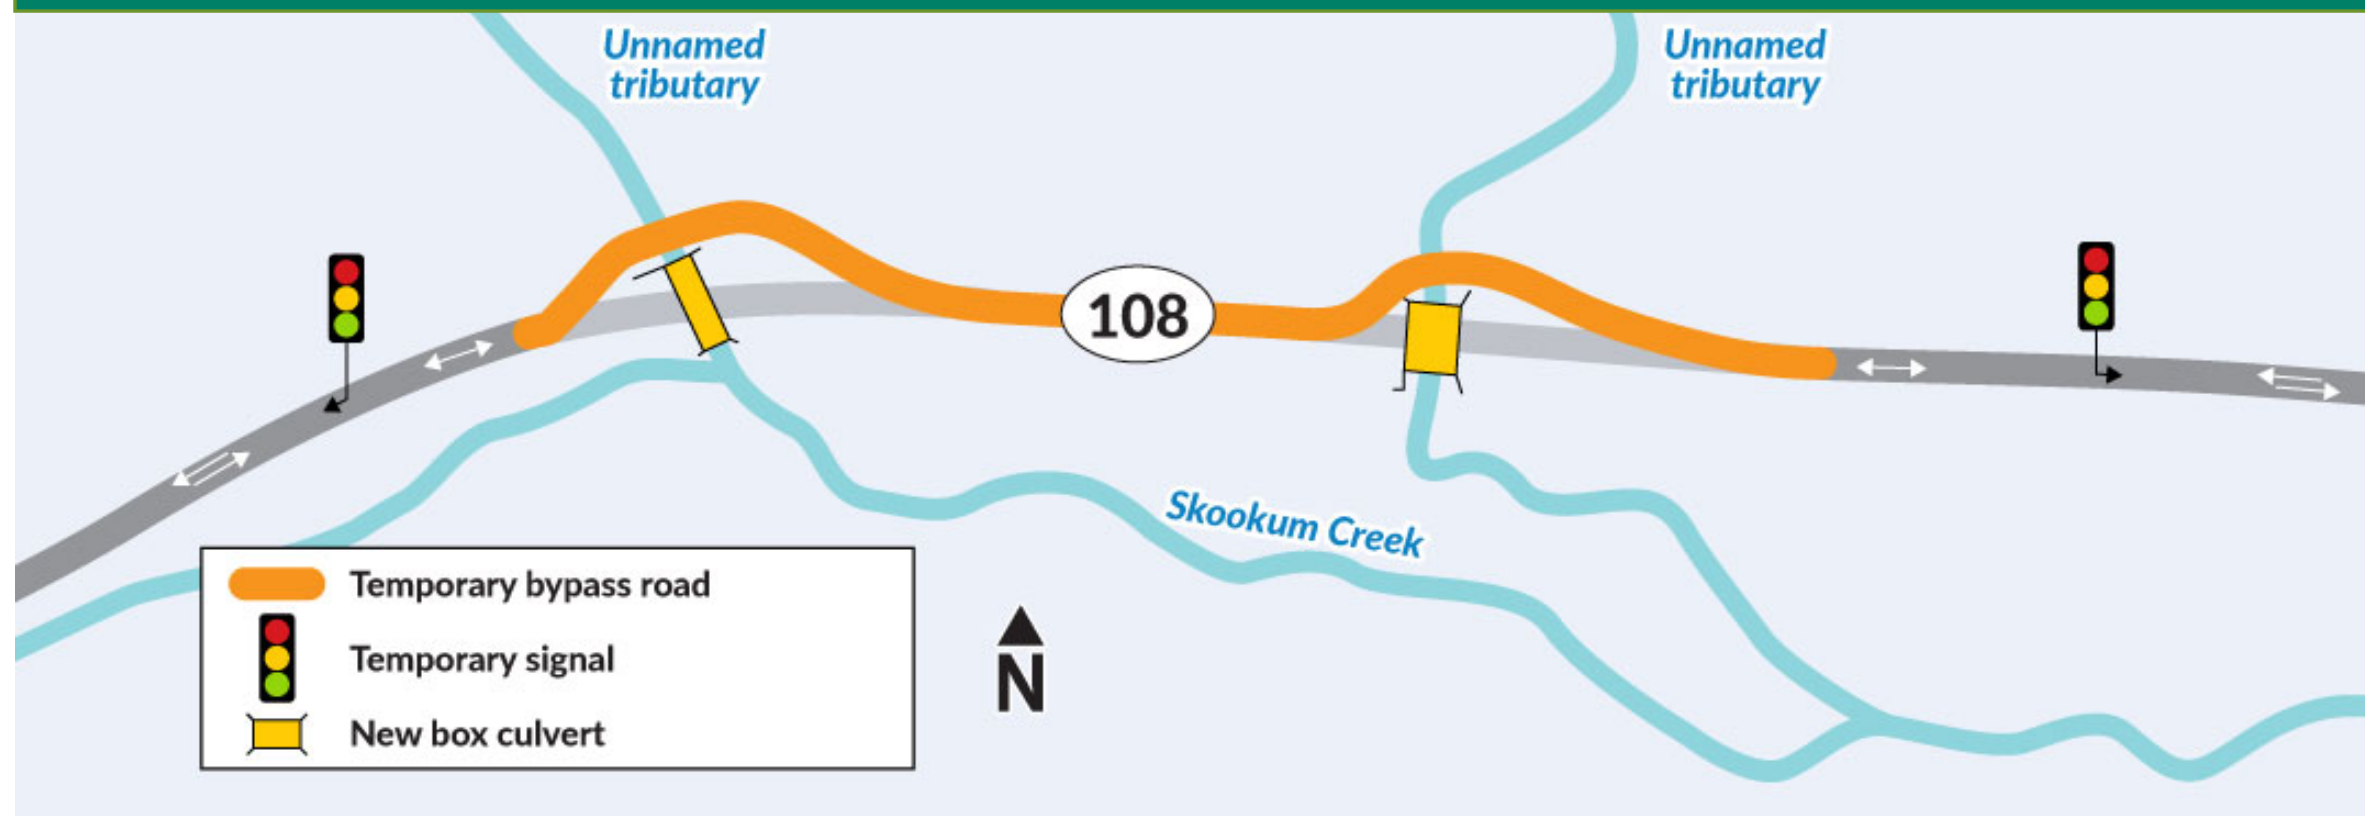 Unnamed
tributary
Unnamed
tributary
108
Skookum Creek
Temporary bypass road
Temporary signal
New box culvert
N